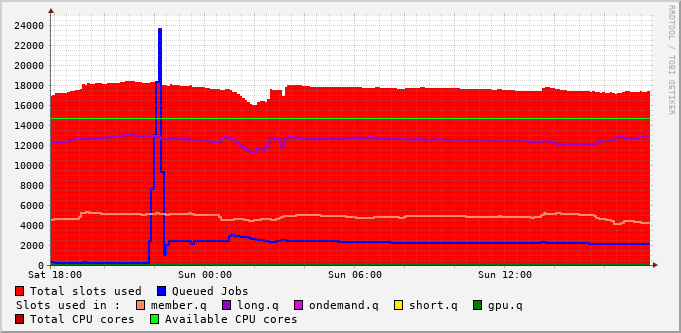 RRDTOOL / TOBI OETIKER
24000
22000
20000
18000
16000
14000
12000
10000
8000
6000
4000
2000
0
Sat 18:00 Sun 00:00 Sun 06:00 Sun 12:00
Total slots used Queued Jobs
Slots used in : member.q long.q ondemand.q short.q gpu.q
Total CPU cores Available CPU cores